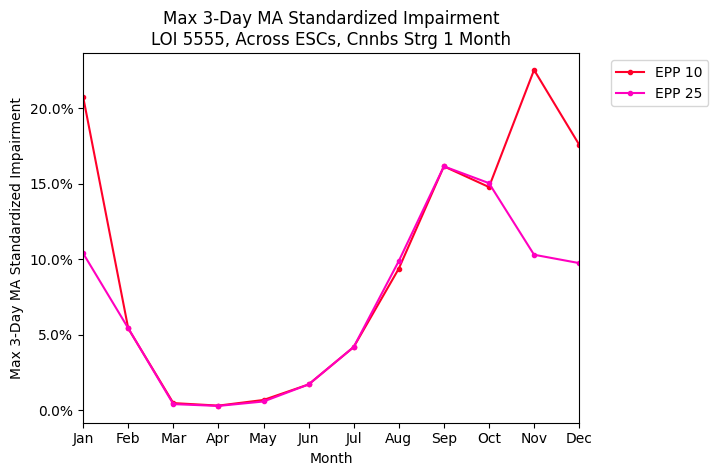 Max 3-Day MA Standardized Impairment
LOI 5555, Across ESCs, Cnnbs Strg 1 Month
EPP 10
EPP 25
Max 3-Day MA Standardized Impairment
20.0%
15.0%
10.0%
5.0%
0.0%
Jan Feb Mar Apr May Jun Jul Aug Sep Oct Nov Dec
Month